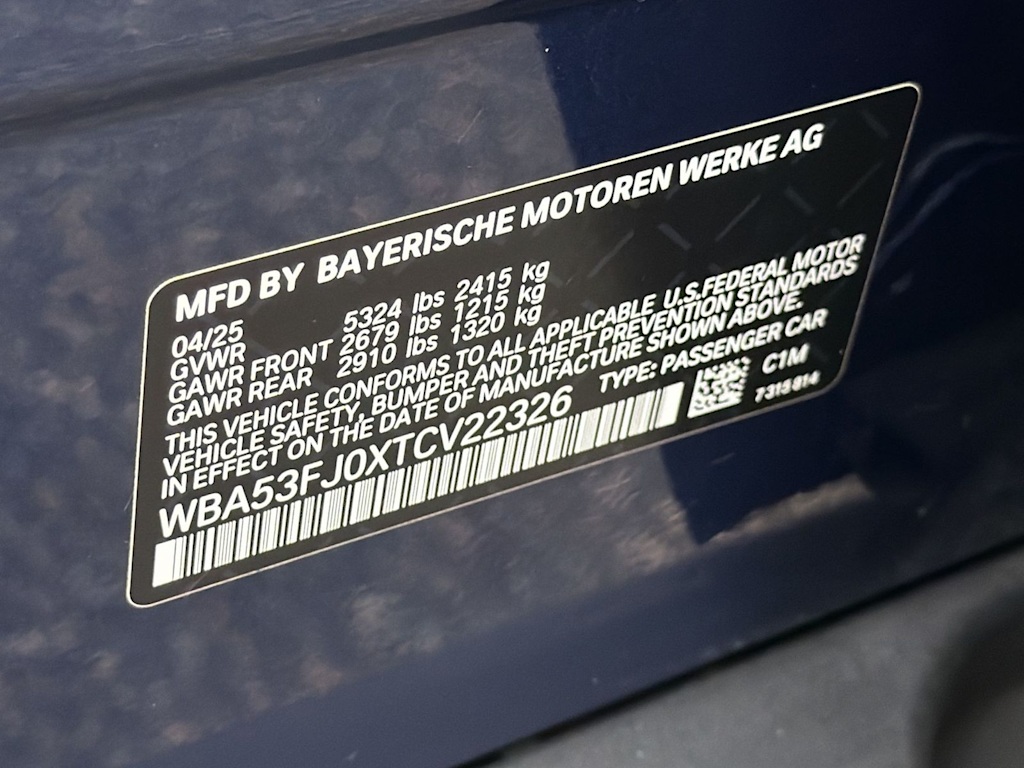 MFD BY BAYERISCHE MOTOREN WERKE AG
04/25
GVWR 5324 lbs 2415 kg
GAWR FRONT 2679 lbs 1215 kg
GAWR REAR 2910 lbs 1320 kg
THIS VEHICLE CONFORMS TO ALL APPLICABLE U.S.FEDERAL MOTOR
VEHICLE SAFETY, BUMPER AND THEFT PREVENTION STANDARDS
IN EFFECT ON THE DATE OF MANUFACTURE SHOWN ABOVE.
WBA53FJ0XTCV22326 TYPE: PASSENGER CAR
C1M
7315814